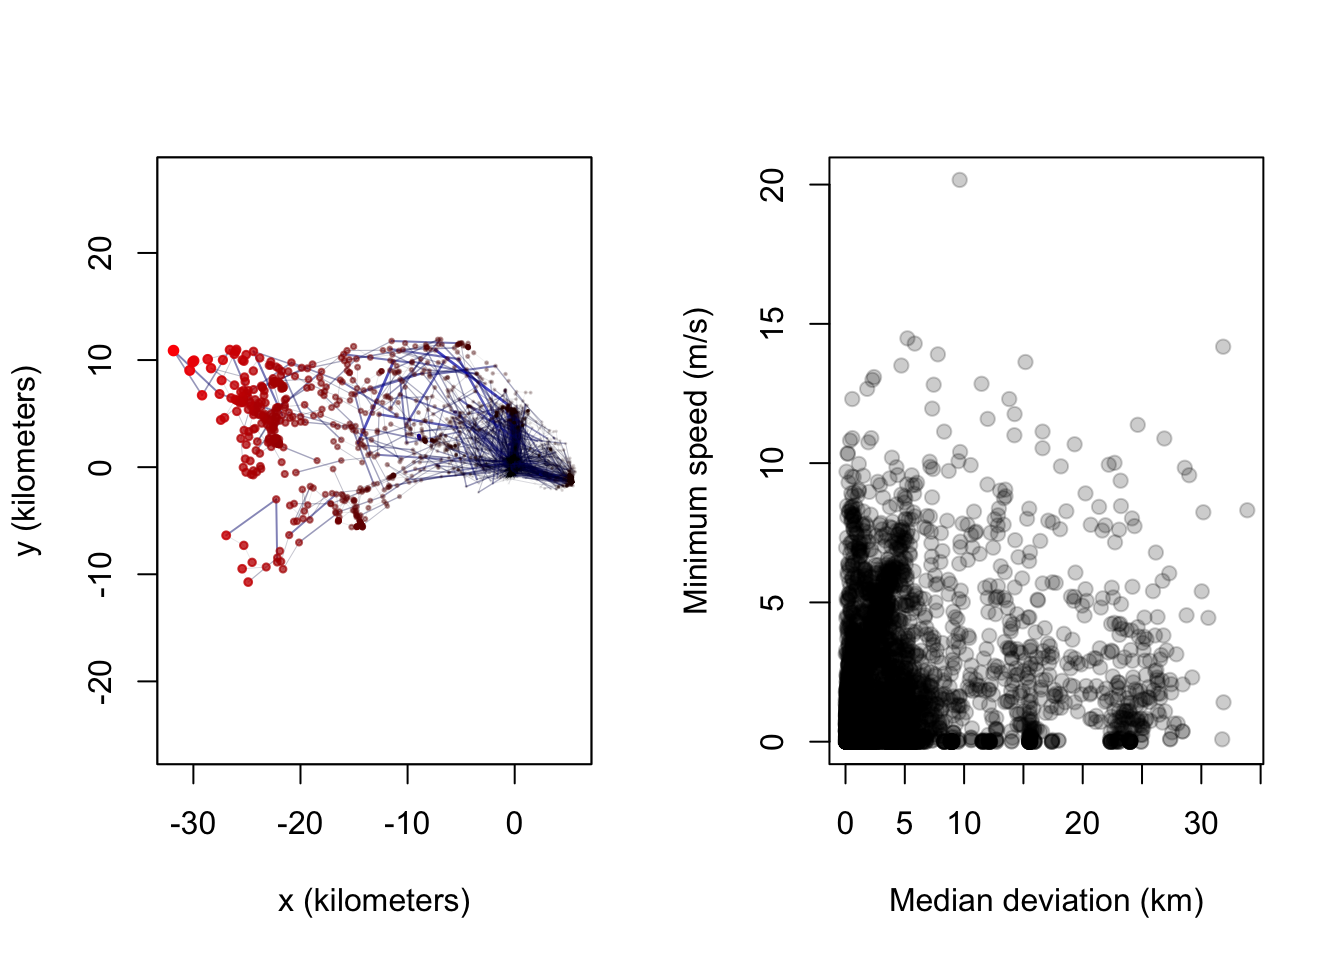 20
10
0
-10
-20
y (kilometers)
-30 -20 -10 0
x (kilometers)
20
15
10
5
0
Minimum speed (m/s)
0 5 10 20 30
Median deviation (km)